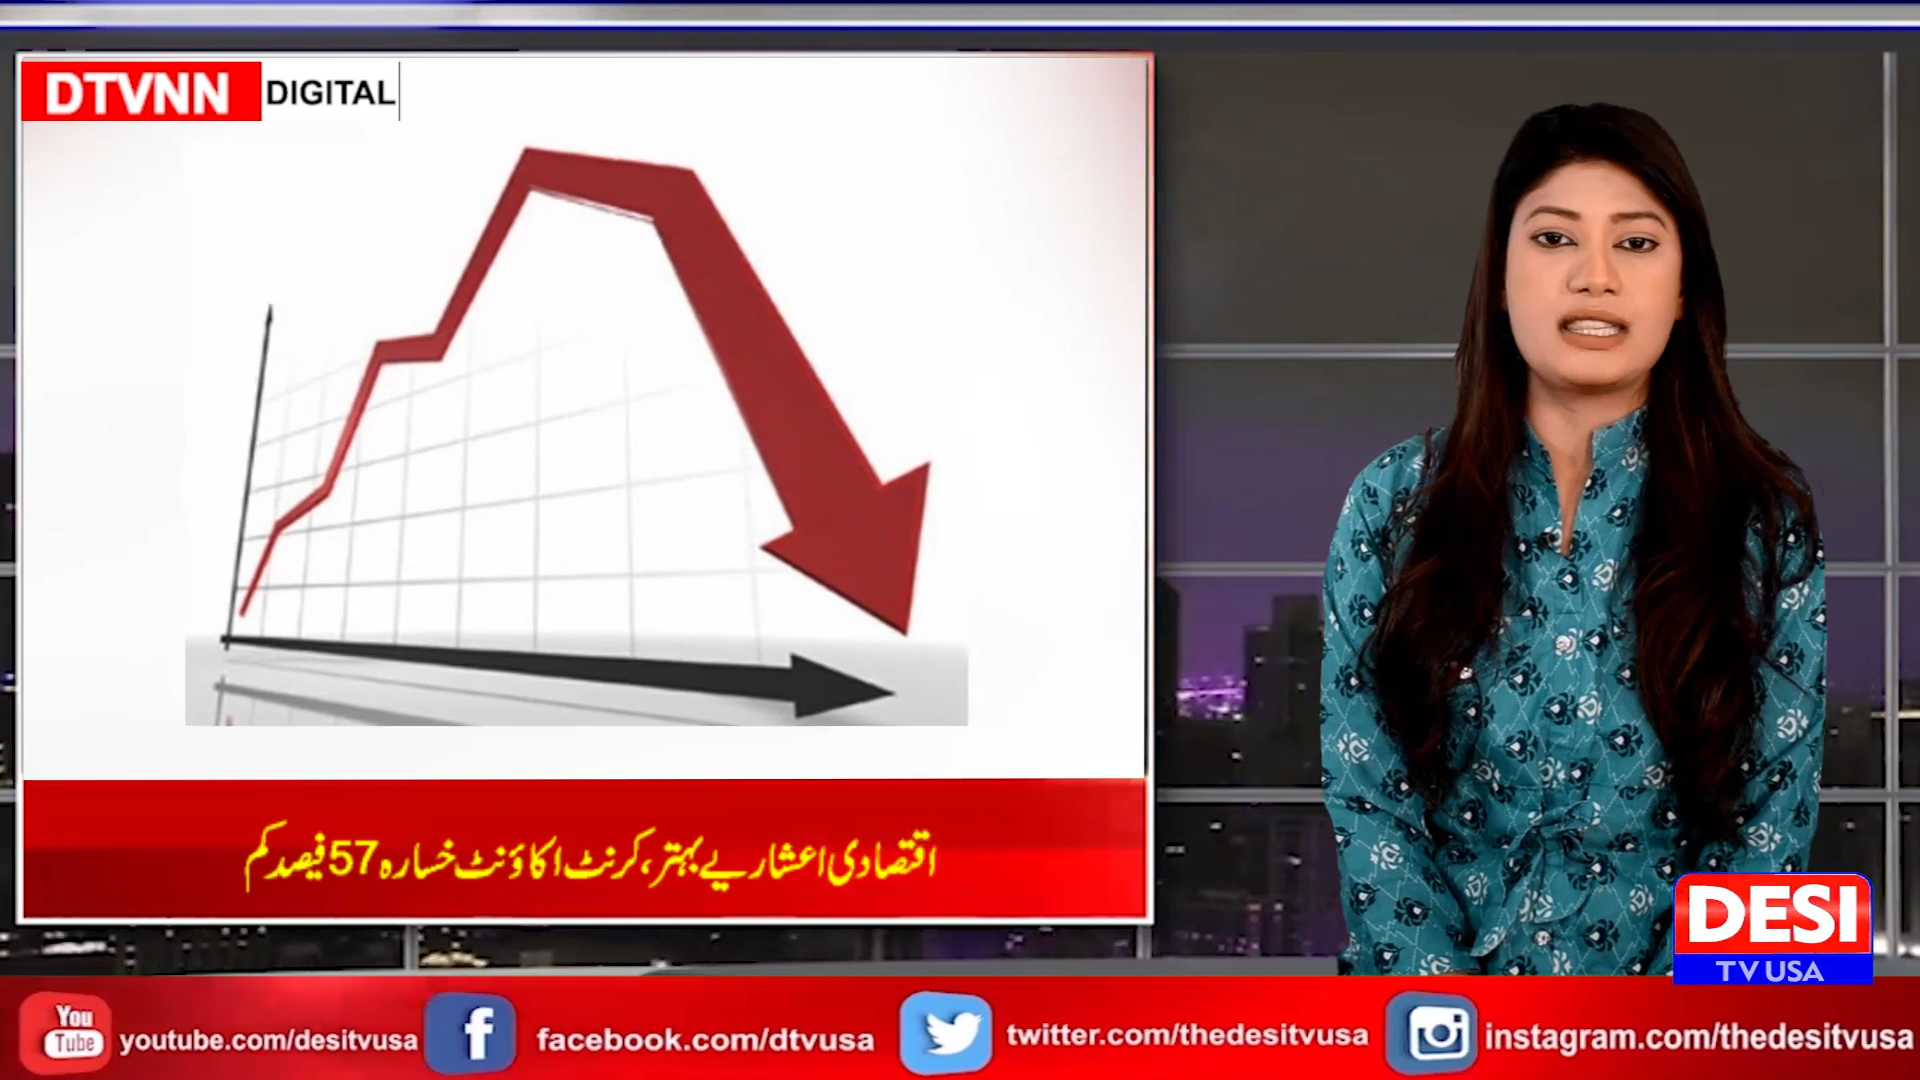 DTVNN DIGITAL
اقتصادی اعشاریے بہتر، کرنٹ اکاؤنٹ خسارہ 57 فیصد کم
DESI
TV USA
You
Tube
youtube.com/desitvusa
facebook.com/dtvusa
twitter.com/thedesitvusa
instagram.com/thedesitvusa